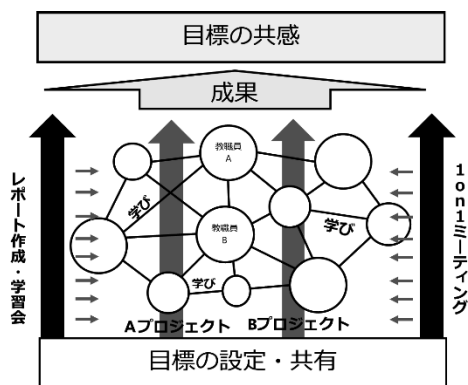 目標の共感
成果
教職員
A
学び
教職員
B
学び
学び
レポート作成・学習会
1on1ミーティング
Aプロジェクト
Bプロジェクト
目標の設定・共有